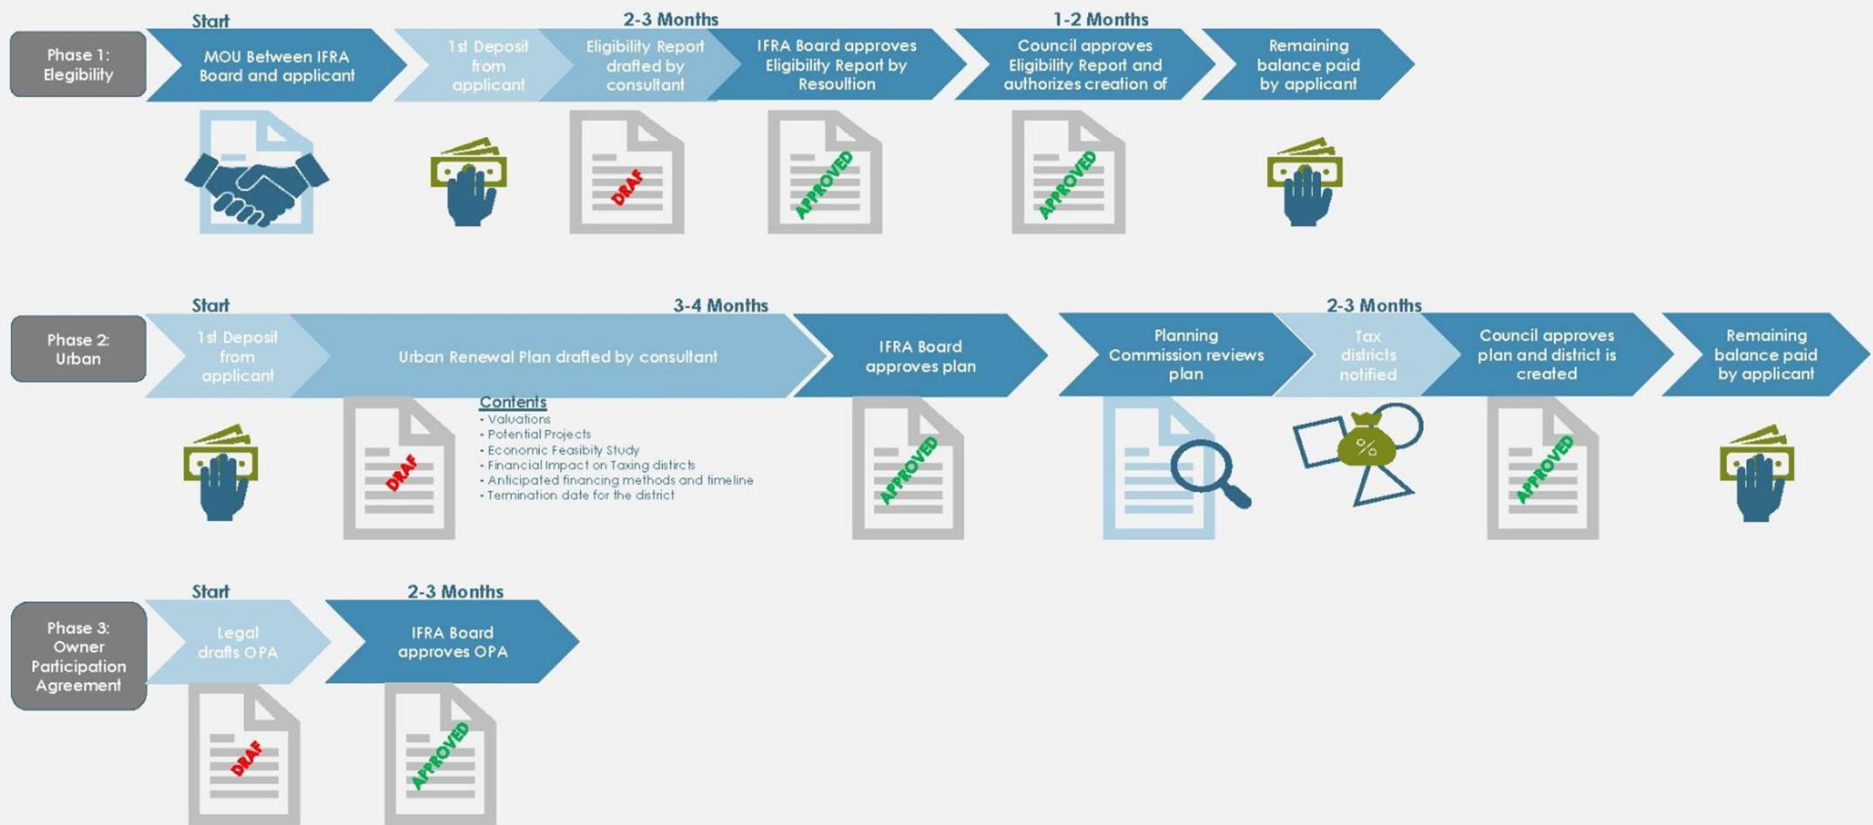 Start
2-3 Months
1-2 Months
Phase 1:
Elegibility
MOU Between IFRA
Board and applicant
1st Deposit
from
applicant
Eligibility Report
drafted by
consultant
IFRA Board approves
Eligibility Report by
Resoultion
Council approves
Eligibility Report and
authorizes creation of
Remaining
balance paid
by applicant
DRAF
APPROVED
APPROVED
Start
3-4 Months
2-3 Months
Phase 2:
Urban
1st Deposit
from
applicant
Urban Renewal Plan drafted by consultant
IFRA Board
approves plan
Planning
Commission reviews
plan
Tax
districts
notified
Council approves
plan and district is
created
Remaining
balance paid
by applicant
Contents
- Valuations
- Potential Projects
- Economic Feasibity Study
- Financial Impact on Taxing distircts
- Anticipated financing methods and timeline
- Termination date for the district
DRAF
APPROVED
%
APPROVED
Start
2-3 Months
Phase 3:
Owner
Participation
Agreement
Legal
drafts OPA
IFRA Board
approves OPA
DRAF
APPROVED